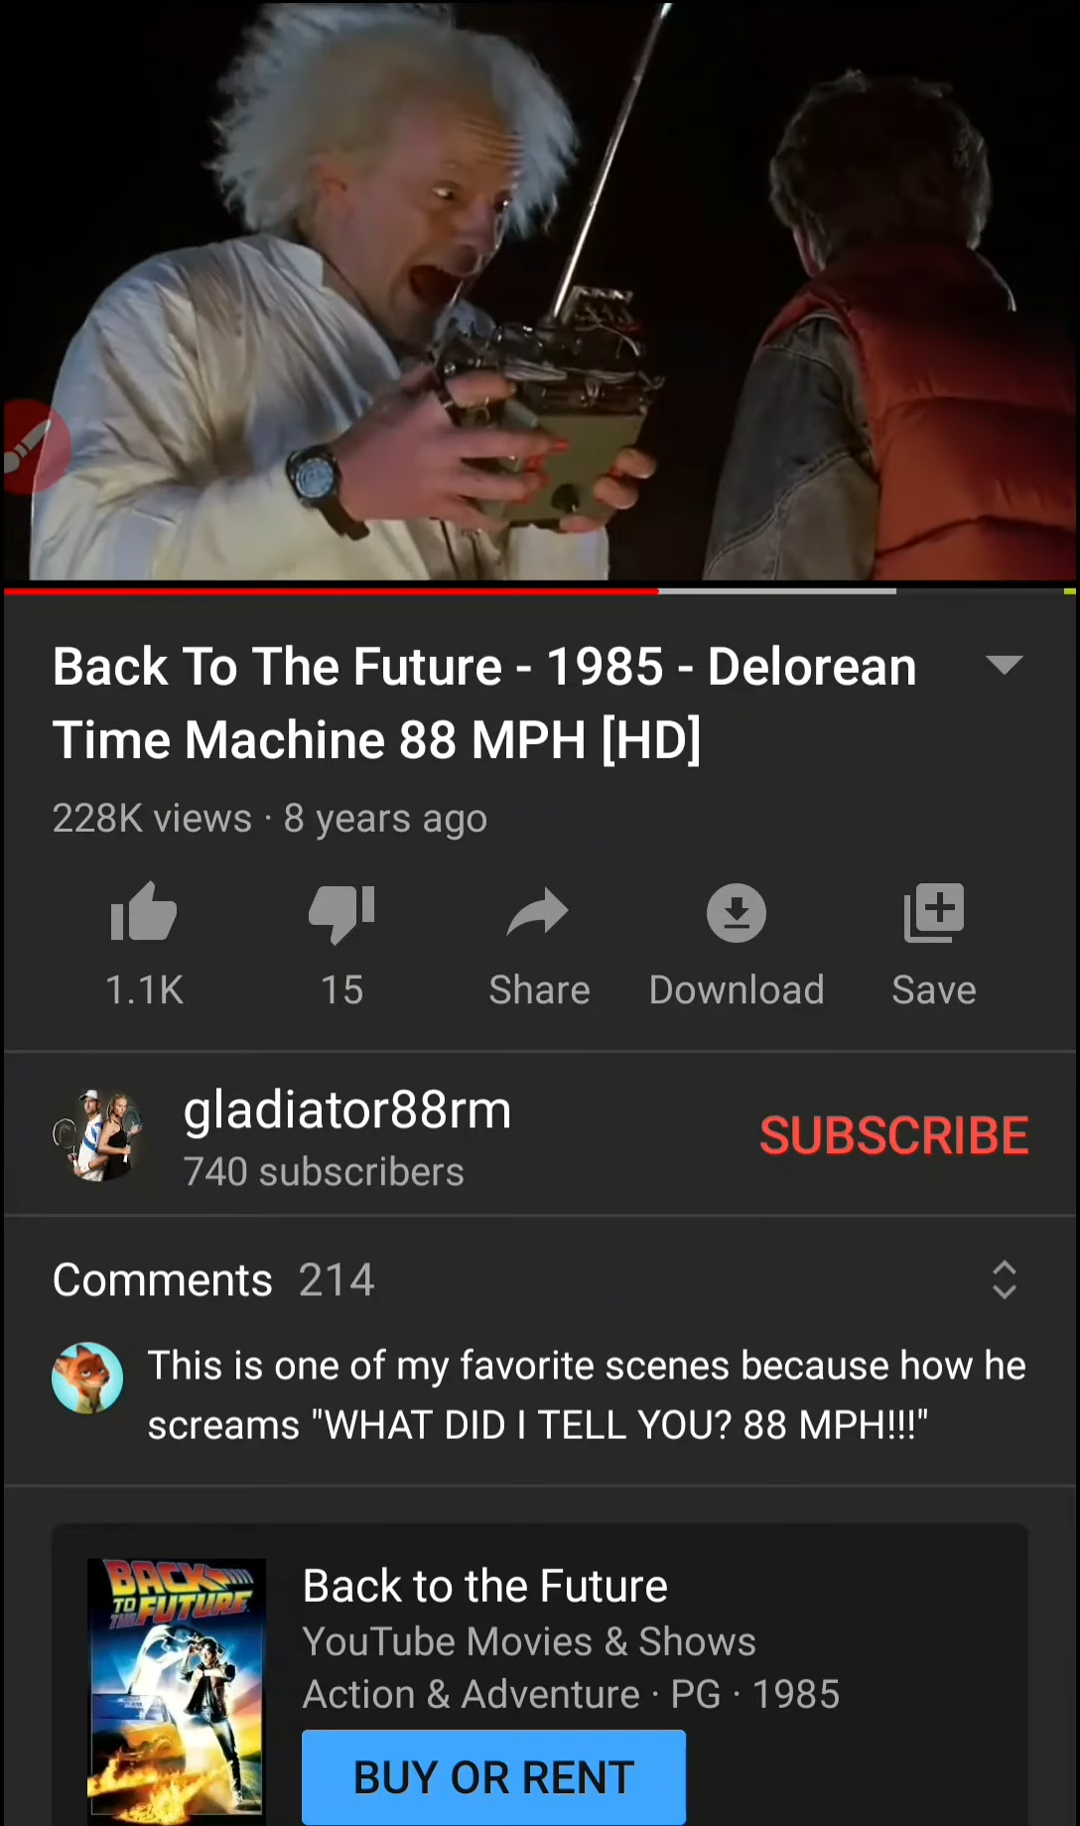 Back To The Future - 1985 - Delorean
Time Machine 88 MPH [HD]
228K views · 8 years ago
1.1K
15
Share
Download
Save
gladiator88rm
740 subscribers
SUBSCRIBE
Comments 214
This is one of my favorite scenes because how he
screams "WHAT DID I TELL YOU? 88 MPH!!!"
BACK
TO THE FUTURE
Back to the Future
YouTube Movies & Shows
Action & Adventure · PG · 1985
BUY OR RENT